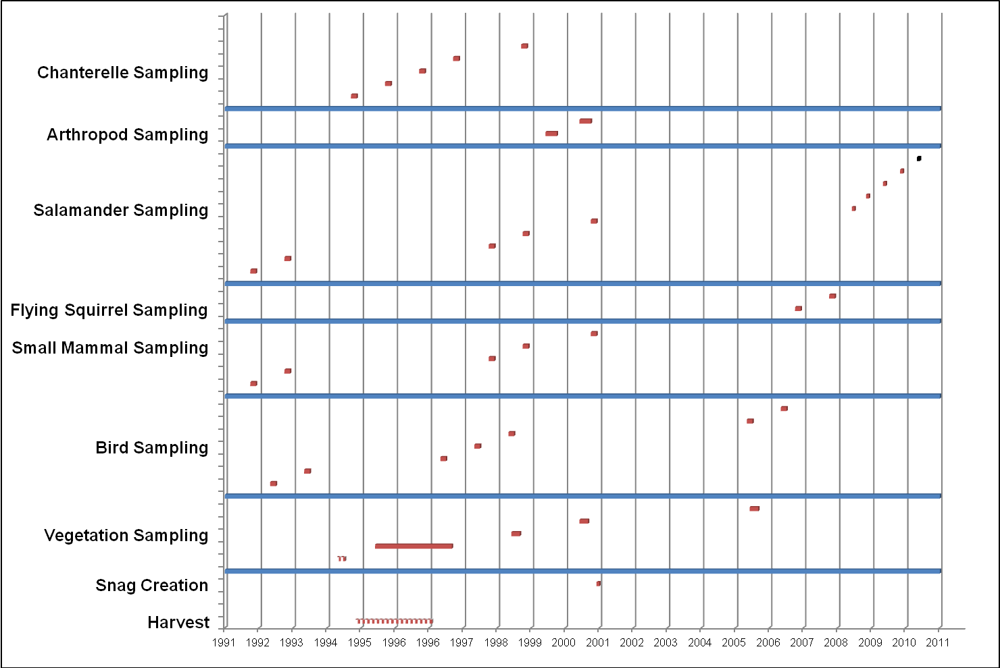 Chanterelle Sampling
Arthropod Sampling
Salamander Sampling
Flying Squirrel Sampling
Small Mammal Sampling
Bird Sampling
Vegetation Sampling
Snag Creation
Harvest
1991 1992 1993 1994 1995 1996 1996 1997 1998 1999 2000 2001 2002 2003 2004 2005 2006 2007 2008 2009 2010 2011